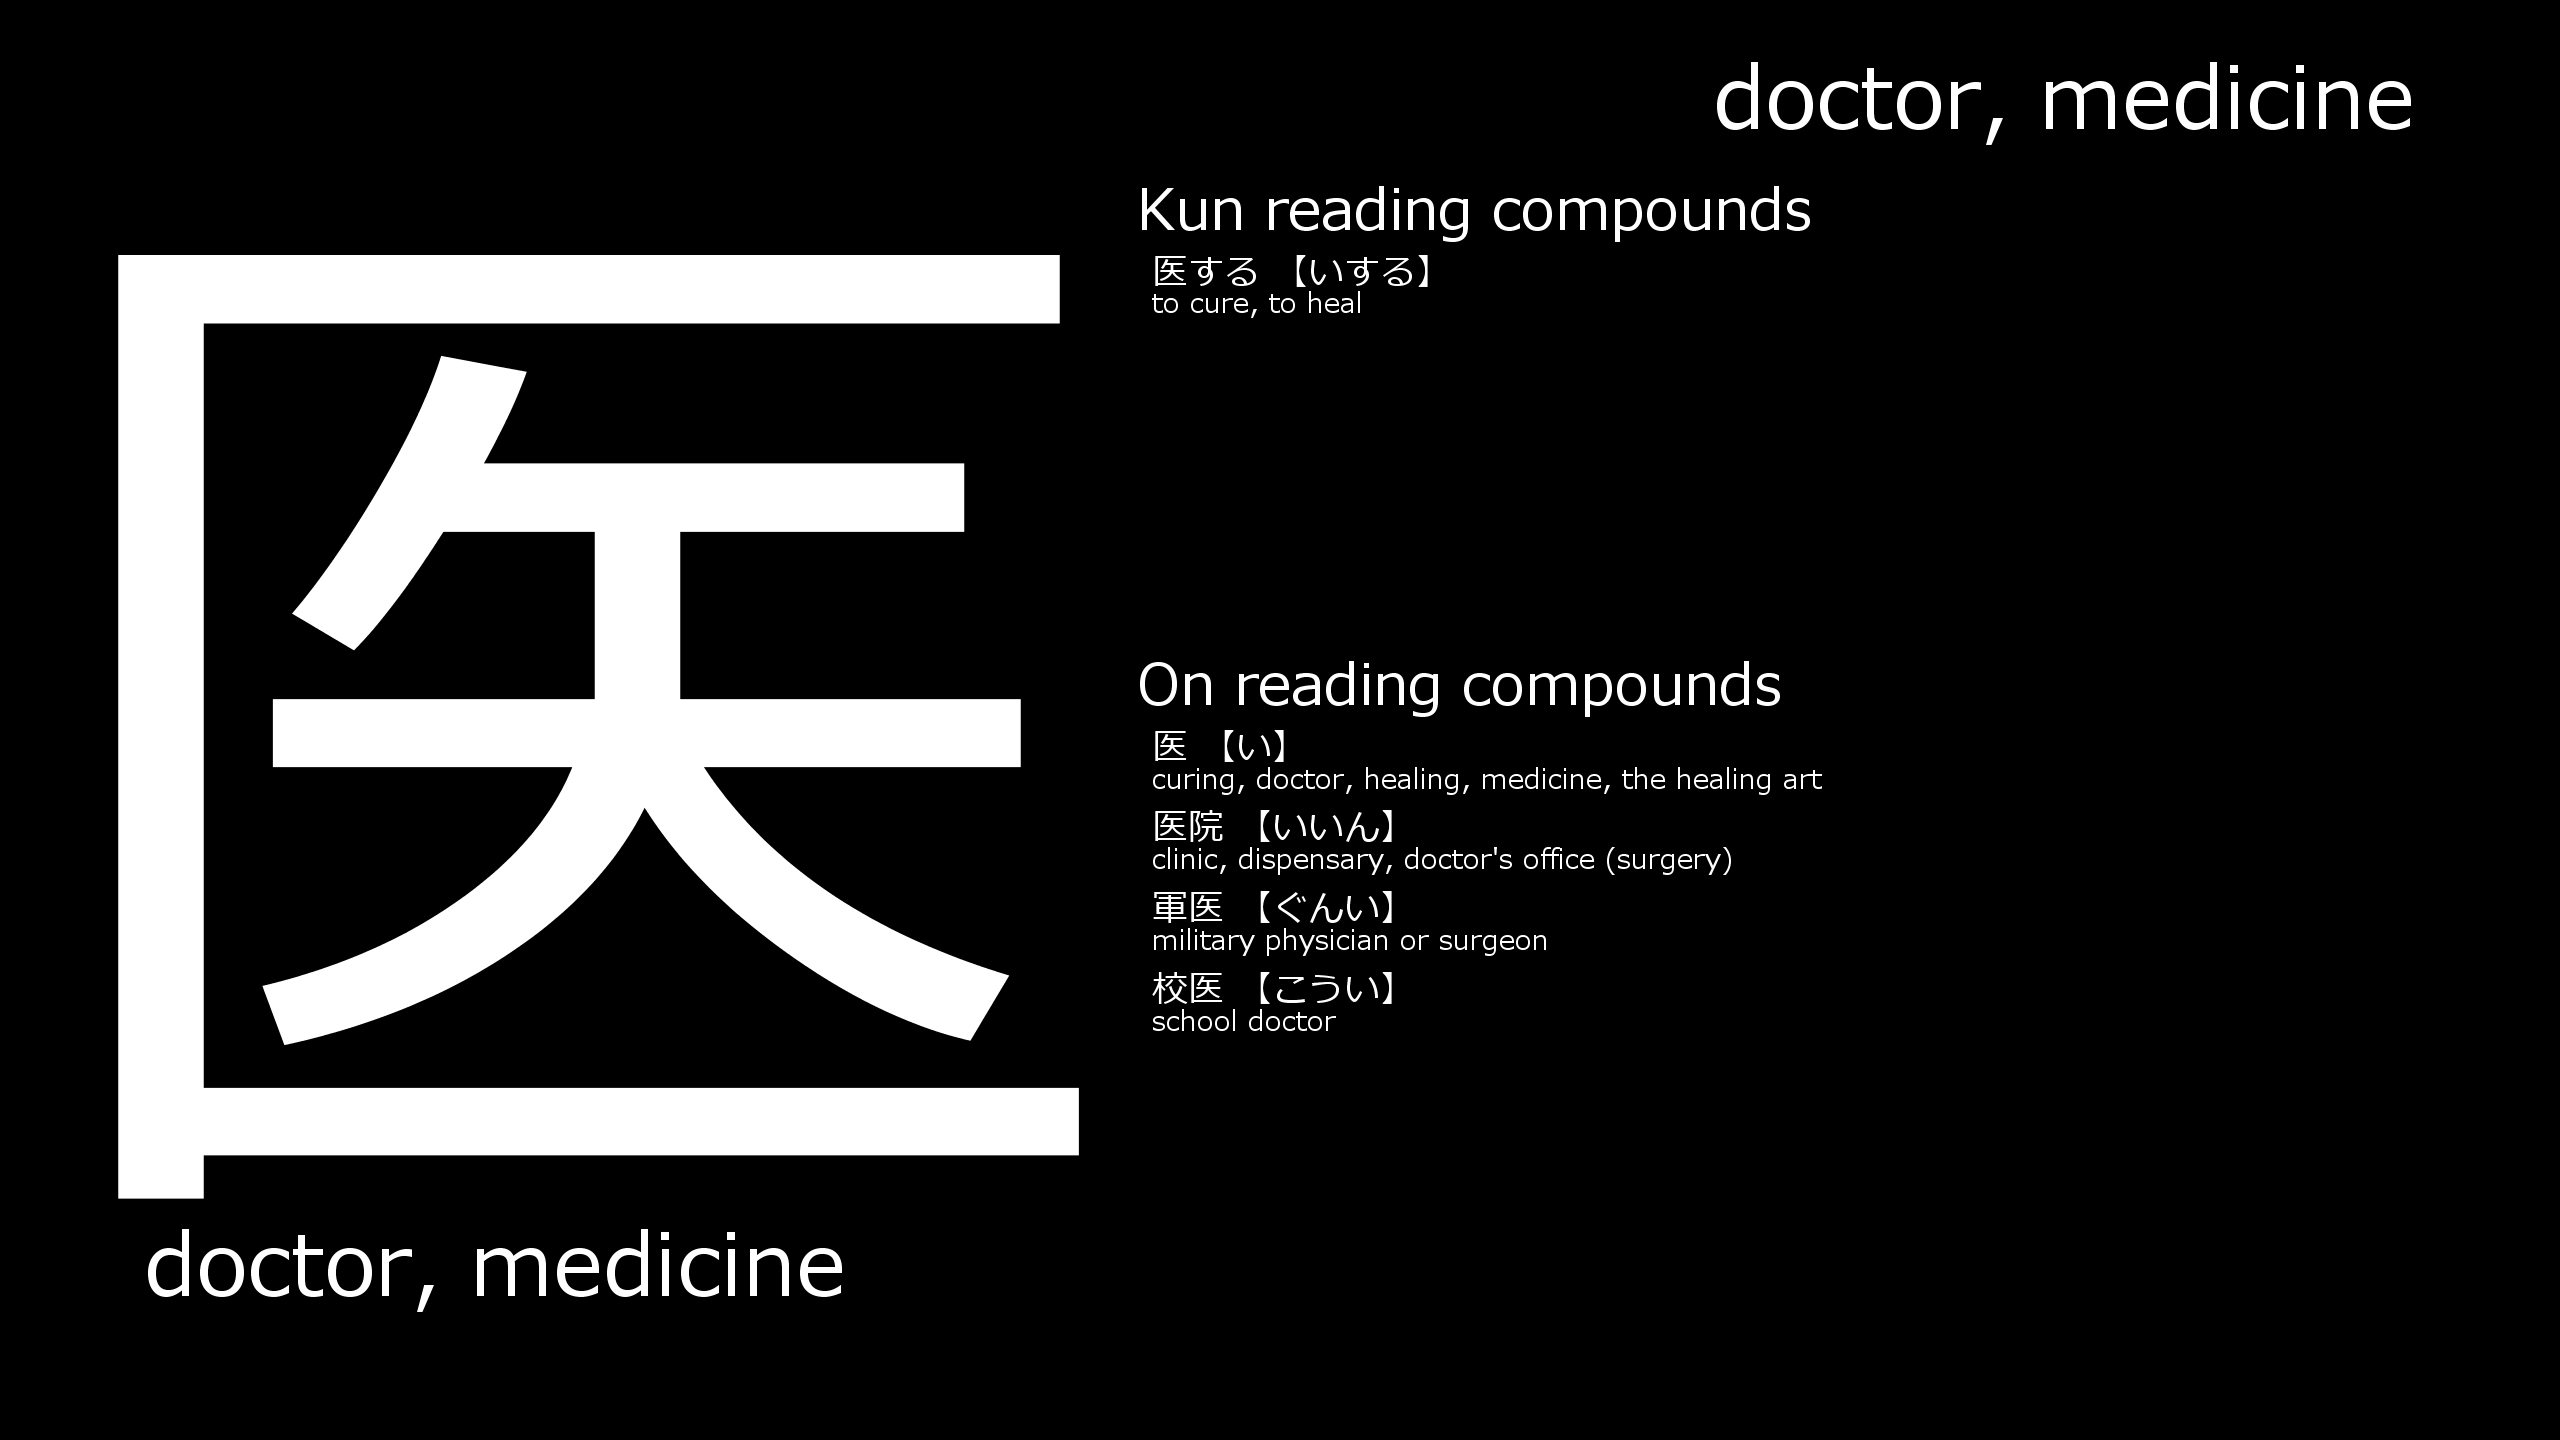 doctor, medicine
医
doctor, medicine
Kun reading compounds
医する 【いする】
to cure, to heal
On reading compounds
医 【い】
curing, doctor, healing, medicine, the healing art
医院 【いいん】
clinic, dispensary, doctor's office (surgery)
軍医 【ぐんい】
military physician or surgeon
校医 【こうい】
school doctor